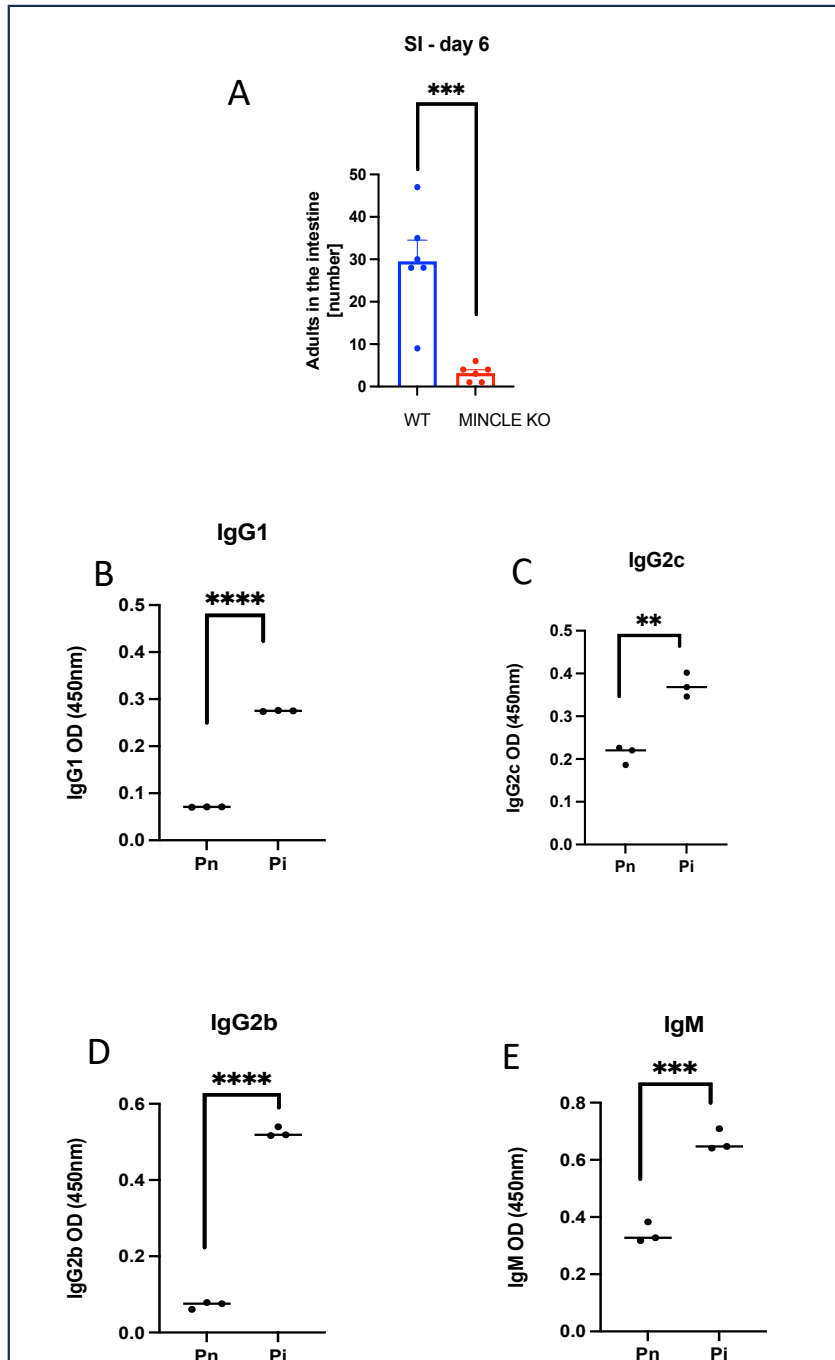 SI - day 6
A
***
Adults in the intestine
[number]
50
40
30
20
10
0
WT MINCLE KO
IgG1
B
****
IgG1 OD (450nm)
0.5
0.4
0.3
0.2
0.1
0.0
Pn Pi
IgG2c
C
**
IgG2c OD (450nm)
0.5
0.4
0.3
0.2
0.1
0.0
Pn Pi
IgG2b
D
****
IgG2b OD (450nm)
0.6
0.4
0.2
0.0
Pn Pi
IgM
E
***
IgM OD (450nm)
0.8
0.6
0.4
0.2
0.0
Pn Pi